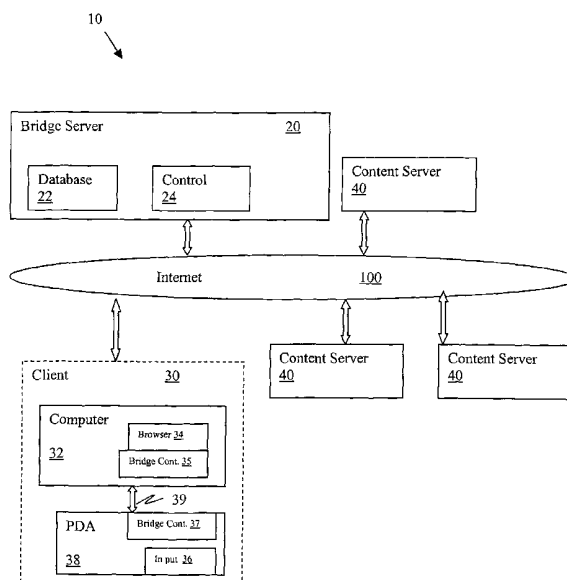 10
Bridge Server 20
Database
22
Control
24
Content Server
40
Internet 100
Content Server
40
Content Server
40
Client 30
Computer
32
Browser 34
Bridge Cont. 35
39
PDA
38
Bridge Cont. 37
In put 36